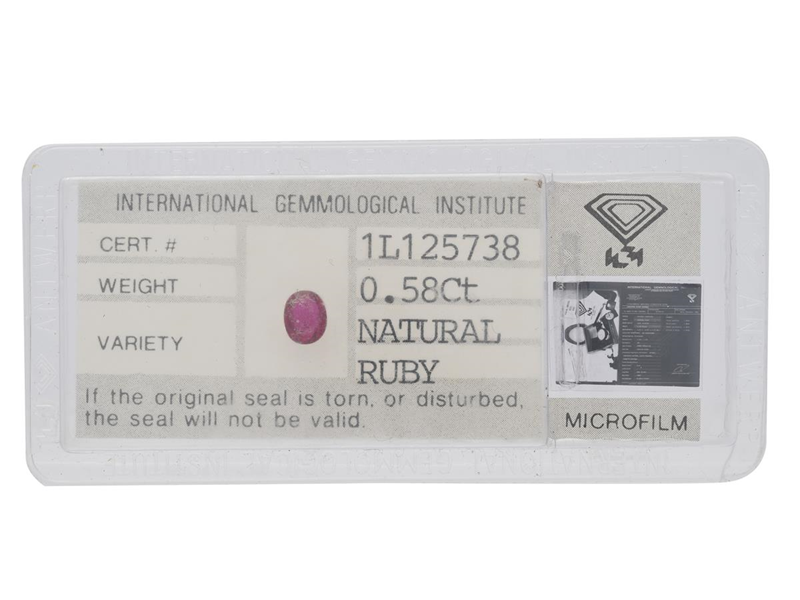 INTERNATIONAL GEMMOLOGICAL INSTITUTE
CERT. # 1L125738
WEIGHT 0.58Ct
VARIETY NATURAL
RUBY
If the original seal is torn, or disturbed,
the seal will not be valid.
MICROFILM